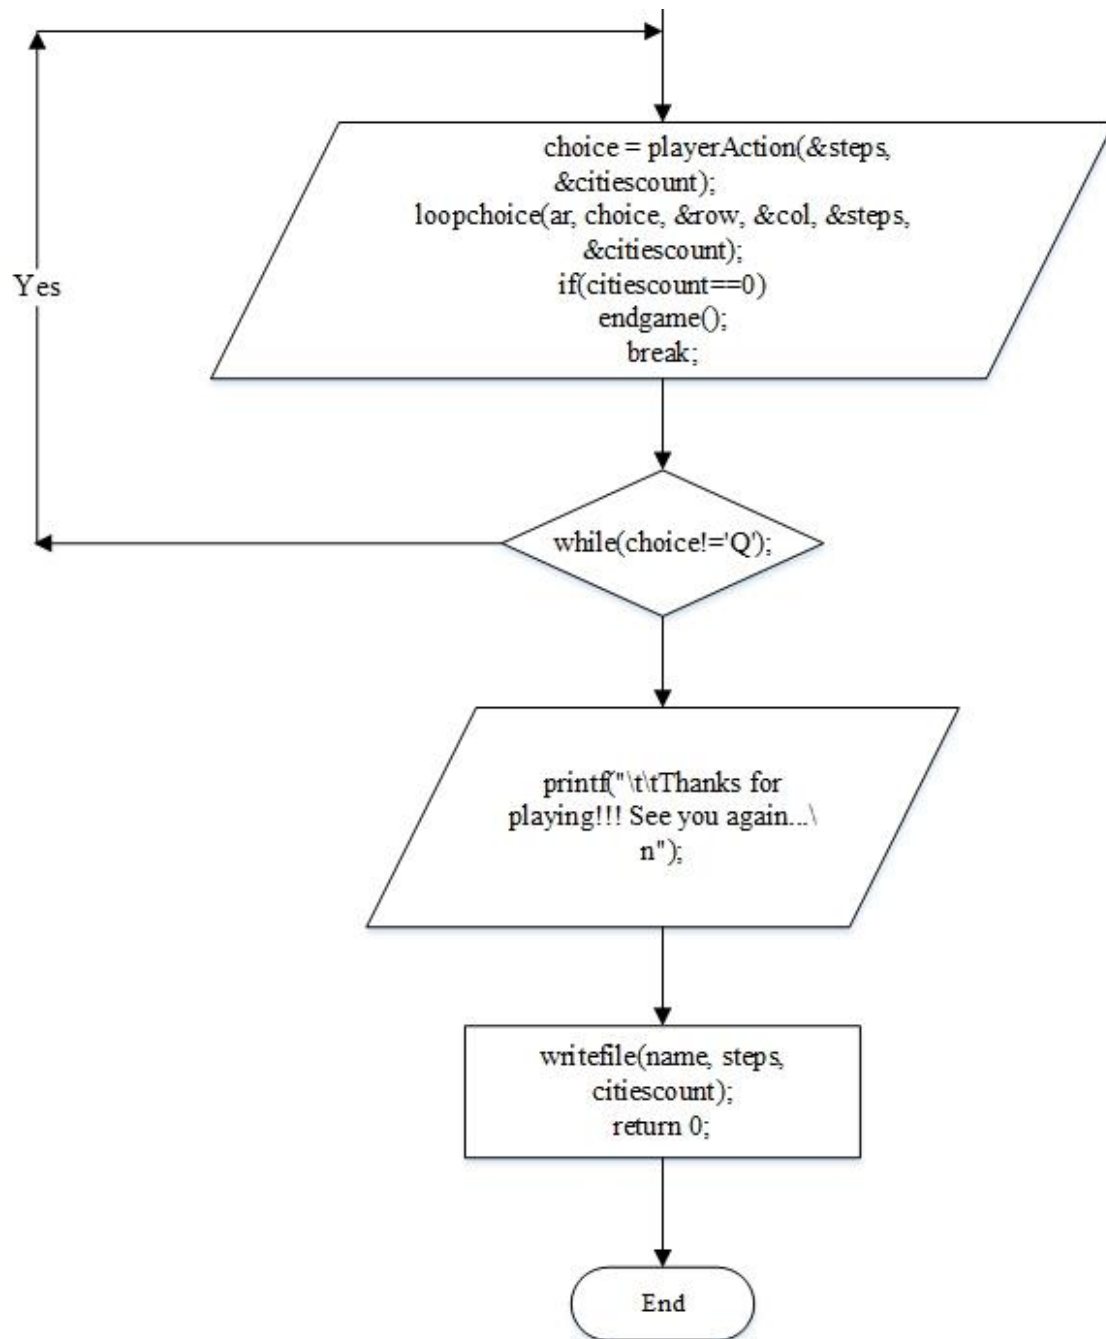 choice = playerAction(&steps,
&citiescount);
loopchoice(ar, choice, &row, &col, &steps,
&citiescount);
if(citiescount==0)
endgame();
break;
Yes
while(choice!='Q');
printf("\t\tThanks for
playing!!! See you again...\
n");
writefile(name, steps,
citiescount);
return 0;
End